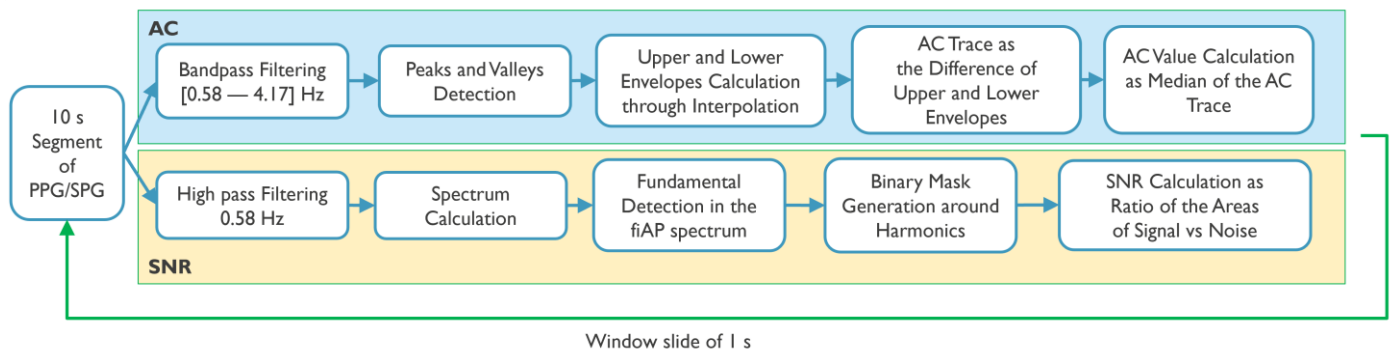 AC
10 s
Segment
of
PPG/SPG
Bandpass Filtering
[0.58 — 4.17] Hz
Peaks and Valleys
Detection
Upper and Lower
Envelopes Calculation
through Interpolation
AC Trace as
the Difference of
Upper and Lower
Envelopes
AC Value Calculation
as Median of the AC
Trace
High pass Filtering
0.58 Hz
Spectrum
Calculation
Fundamental
Detection in the
fiAP spectrum
Binary Mask
Generation around
Harmonics
SNR Calculation as
Ratio of the Areas
of Signal vs Noise
SNR
Window slide of 1 s